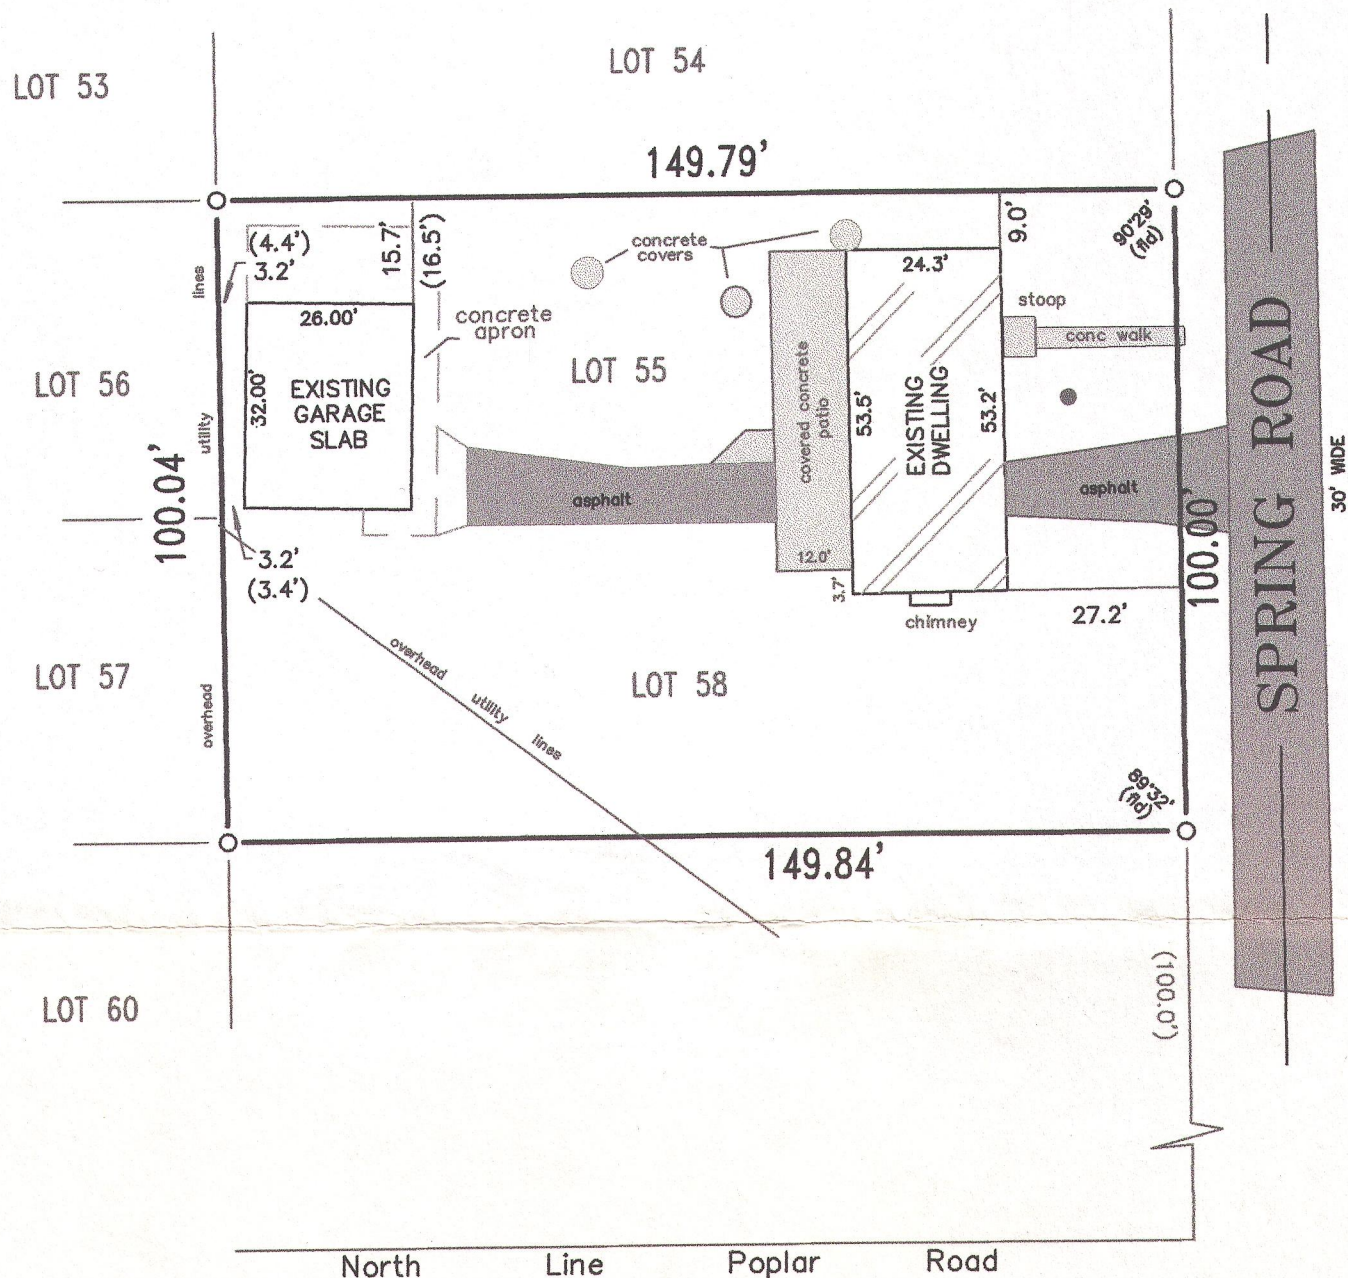 LOT 53
LOT 54
149.79'
(4.4')
3.2'
15.7'
(16.5')
concrete
covers
9.0'
90°29'
(fld)
lines
24.3'
stoop
conc walk
26.00'
concrete
apron
LOT 55
LOT 56
32.00'
EXISTING
GARAGE
SLAB
covered concrete
patio
53.5'
EXISTING
DWELLING
53.2'
SPRING ROAD
30' WIDE
utility
100.04'
asphalt
asphalt
100.00'
3.2'
(3.4')
12.0'
3.7'
chimney
27.2'
LOT 57
overhead
overhead utility lines
LOT 58
89°32'
(fld)
149.84'
(100.0')
LOT 60
North Line Poplar Road